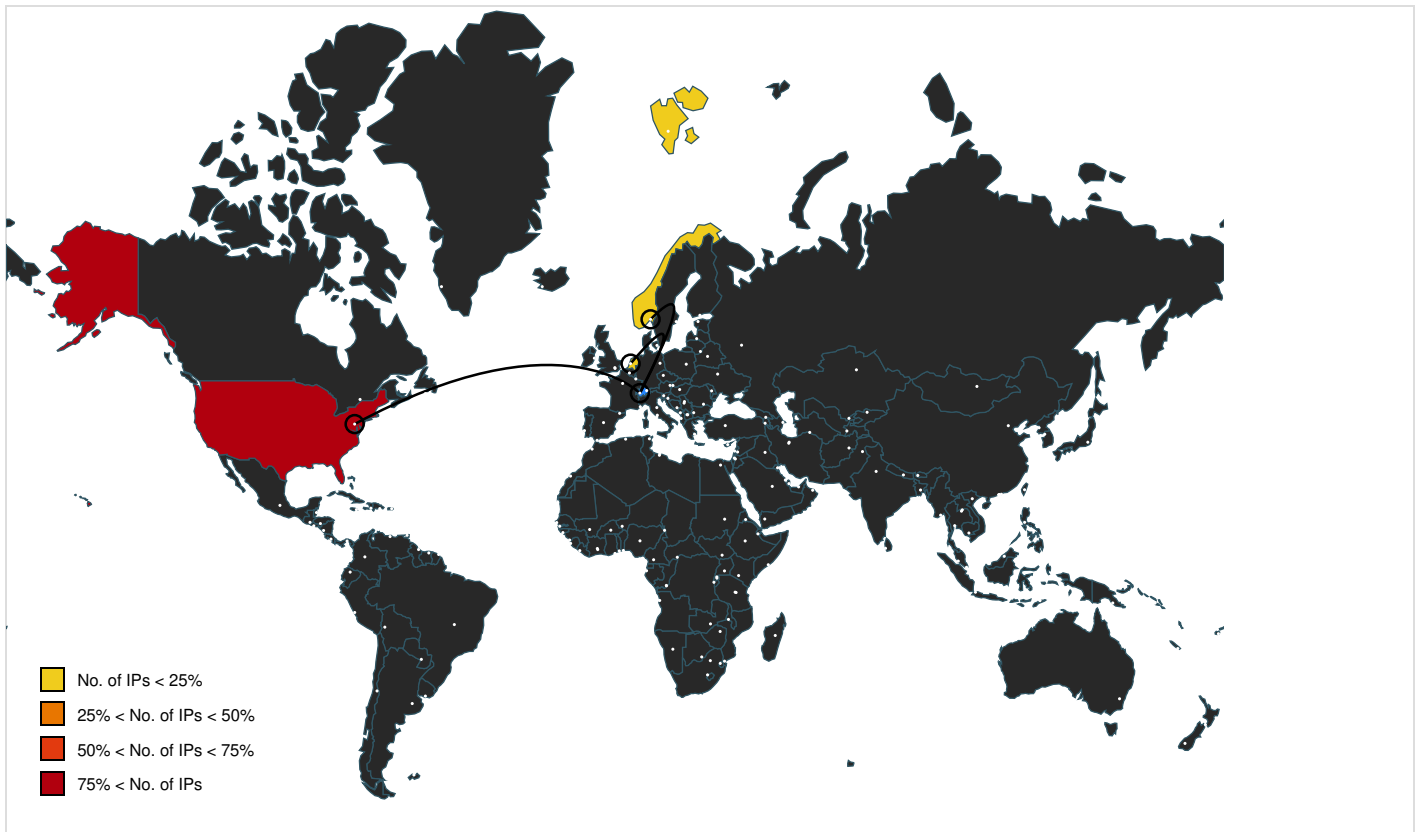 No. of IPs < 25%
25% < No. of IPs < 50%
50% < No. of IPs < 75%
75% < No. of IPs